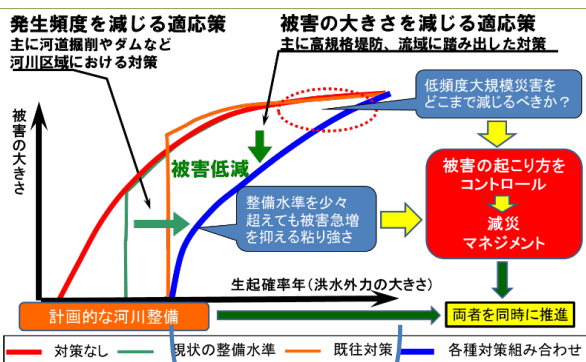 発生頻度を減じる適応策
主に河道掘削やダムなど
河川区域における対策
被害の大きさを減じる適応策
主に高規格堤防、流域に踏み出した対策
低頻度大規模災害を
どこまで減じるべきか？
被害の大きさ
被害低減
整備水準を少々
超えても被害急増
を抑える粘り強さ
被害の起こり方を
コントロール
減災
マネジメント
生起確率年(洪水外力の大きさ)
計画的な河川整備
両者を同時に推進
対策なし
現状の整備水準
既往対策
各種対策組み合わせ